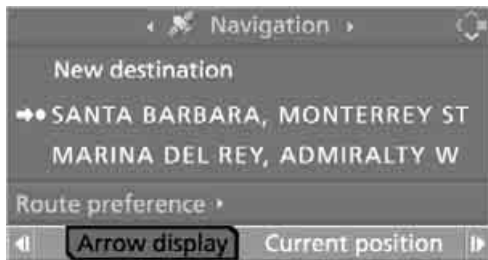 Navigation
New destination
SANTA BARBARA, MONTERREY ST
MARINA DEL REY, ADMIRALTY W
Route preference
Arrow display Current position